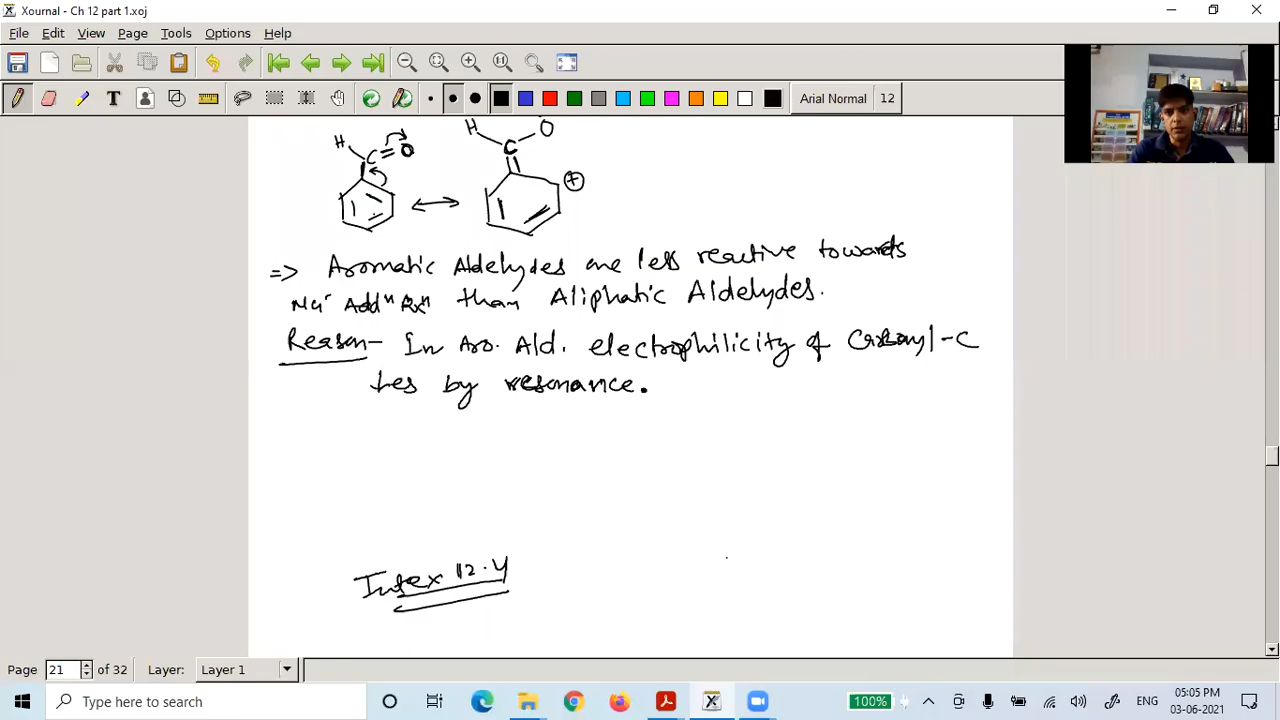 Xournal - Ch 12 part 1.xoj
File Edit View Page Tools Options Help
Arial Normal 12
H C O
H C O +
=> Aromatic Aldehydes are less reactive towards
Nu⁻ Addⁿ Rxⁿ than Aliphatic Aldelydes.
Reason- In Aro. Ald. electrophilicity of Carbonyl-C
↓es by resonance.
Intex 12.4
Page 21 of 32 Layer: Layer 1
Type here to search
100% ENG 05:05 PM
03-06-2021